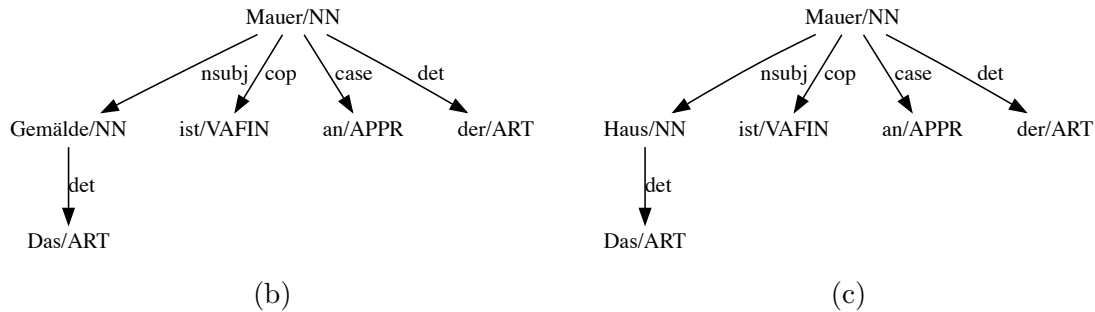 Mauer/NN Mauer/NN
nsubj cop case det nsubj cop case det
Gemälde/NN ist/VAFIN an/APPR der/ART Haus/NN ist/VAFIN an/APPR der/ART
det det
Das/ART Das/ART
(b) (c)